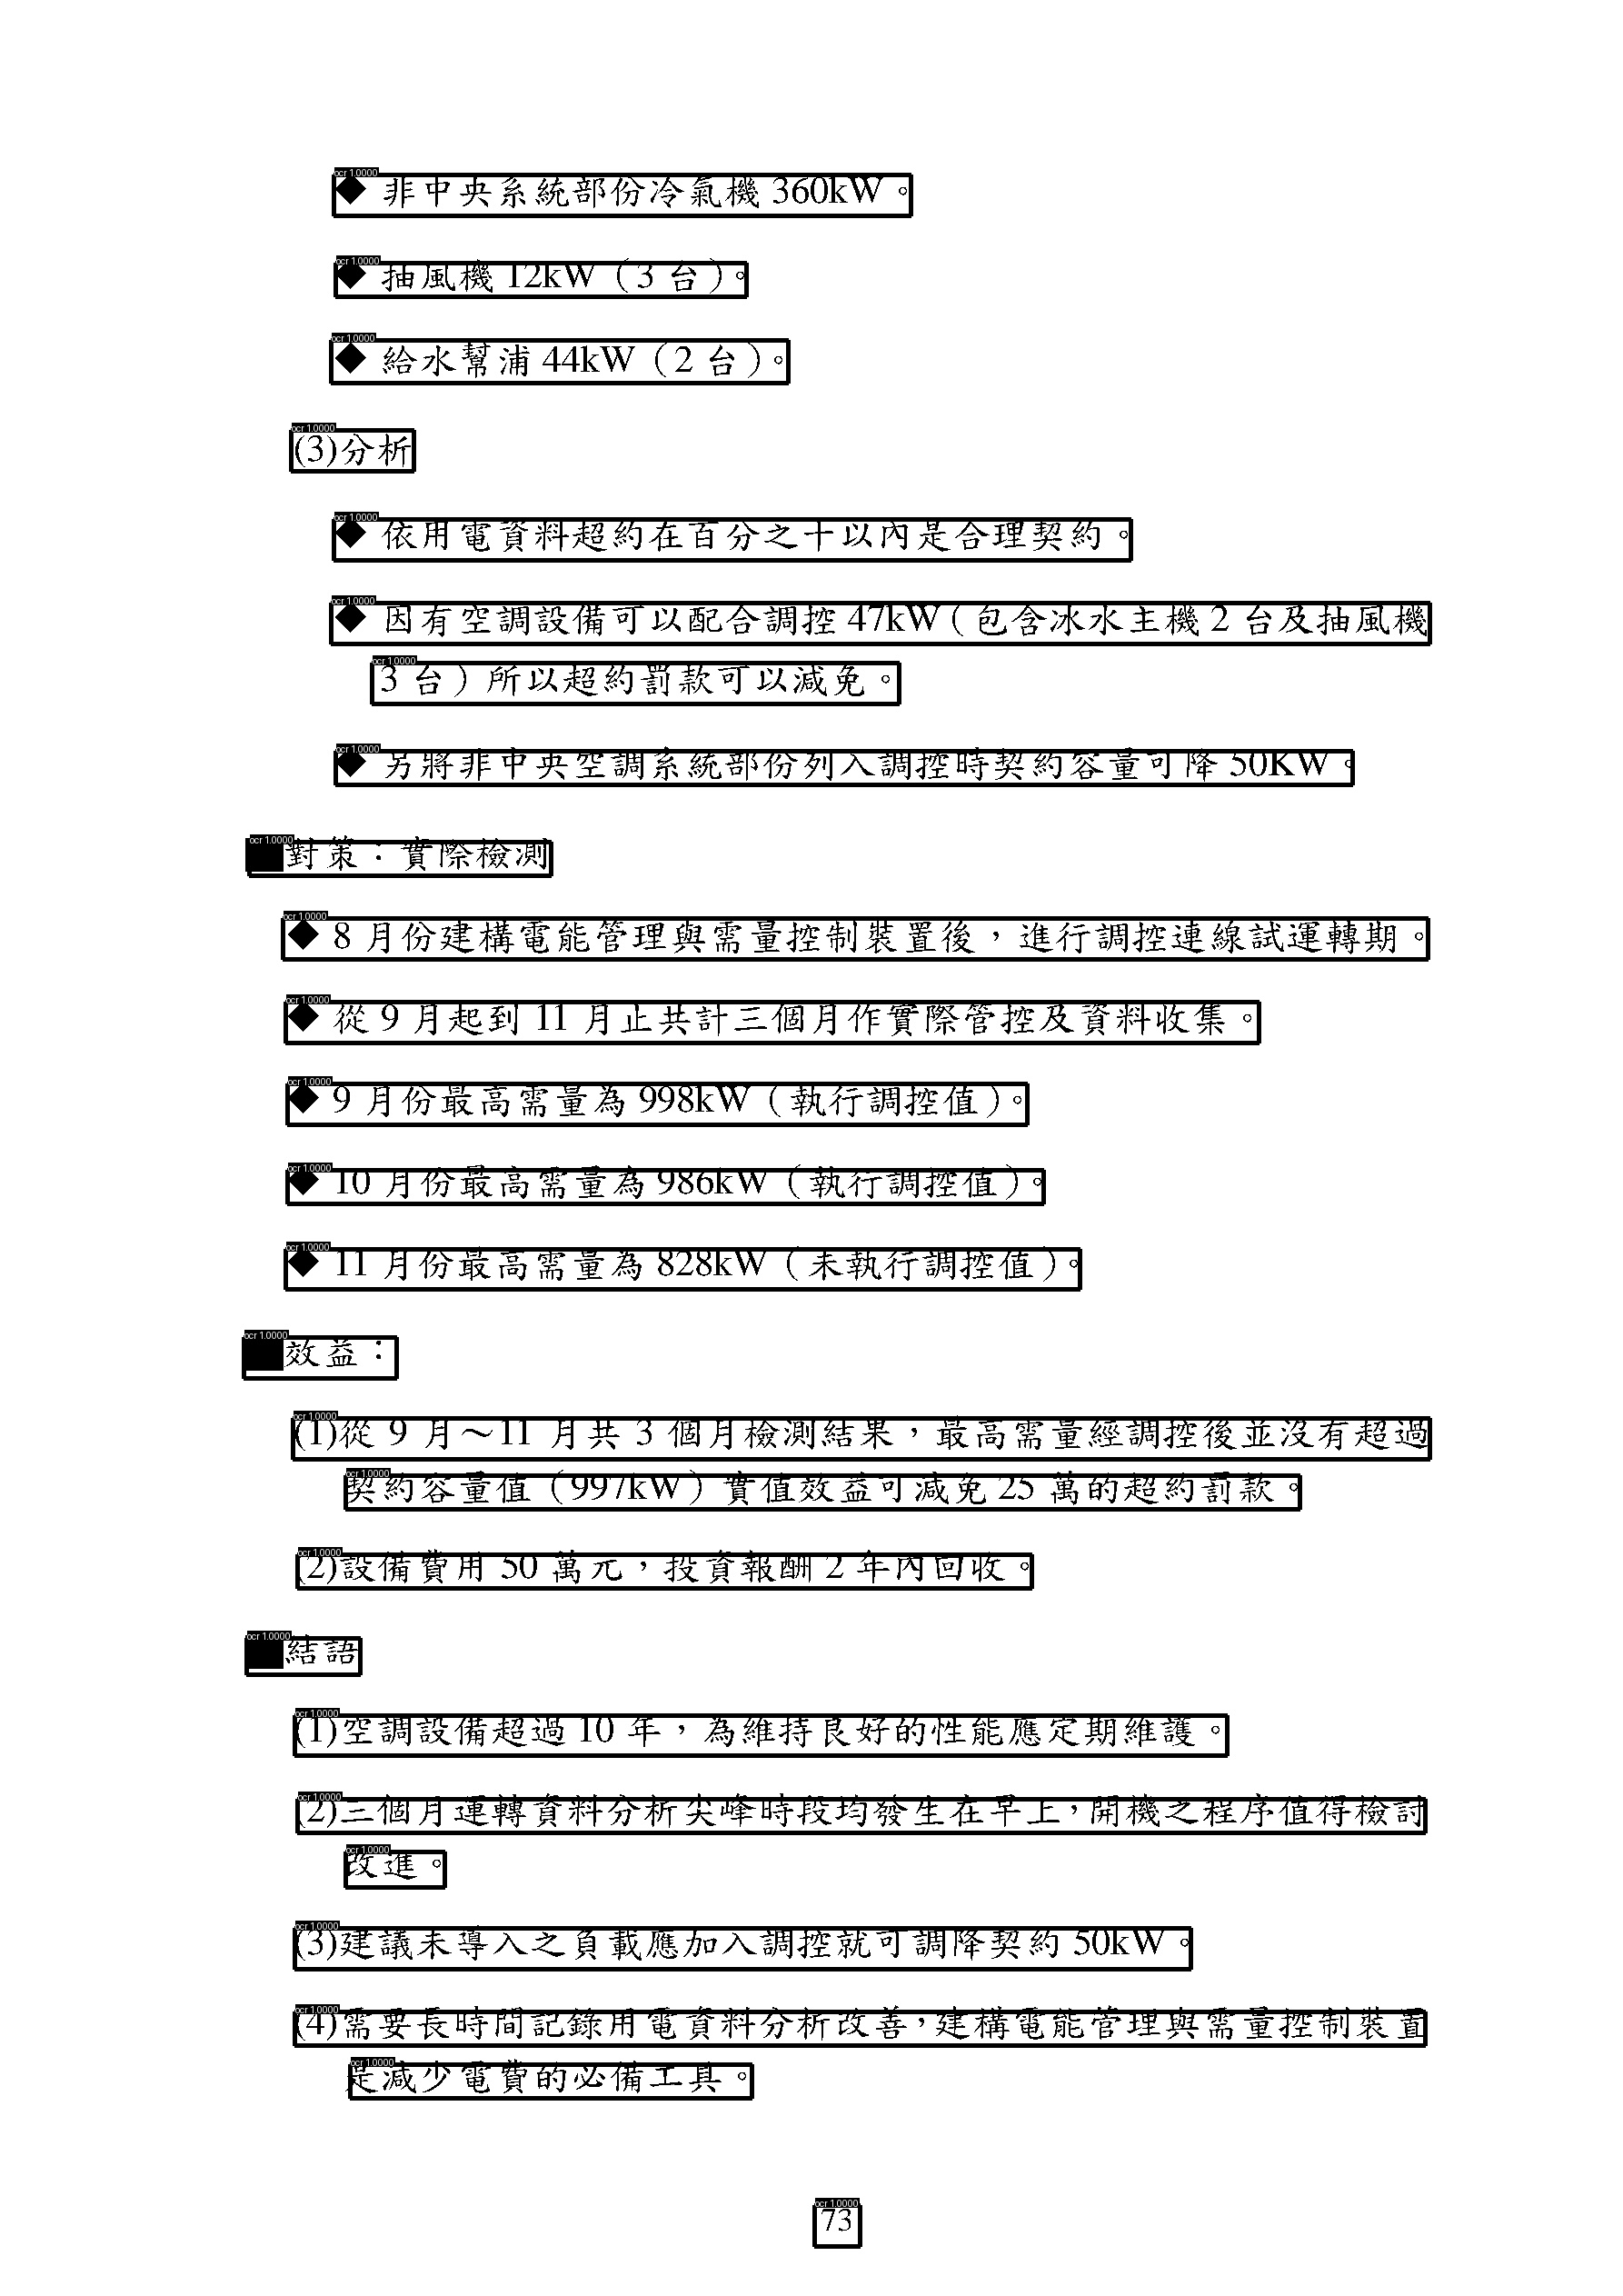 ◆ 非中央系統部份冷氣機 360kW。
◆ 抽風機 12kW（3 台）。
◆ 給水幫浦 44kW（2 台）。
(3)分析
◆ 依用電資料超約在百分之十以內是合理契約。
◆ 因有空調設備可以配合調控 47kW（包含冰水主機 2 台及抽風機
3 台）所以超約罰款可以減免。
◆ 另將非中央空調系統部份列入調控時契約容量可降 50KW。
■對策：實際檢測
◆ 8 月份建構電能管理與需量控制裝置後，進行調控連線試運轉期。
◆ 從 9 月起到 11 月止共計三個月作實際管控及資料收集。
◆ 9 月份最高需量為 998kW（執行調控值）。
◆ 10 月份最高需量為 986kW（執行調控值）。
◆ 11 月份最高需量為 828kW（未執行調控值）。
■效益：
(1)從 9 月～11 月共 3 個月檢測結果，最高需量經調控後並沒有超過
契約容量值（997kW）實值效益可減免 25 萬的超約罰款。
(2)設備費用 50 萬元，投資報酬 2 年內回收。
■結語
(1)空調設備超過 10 年，為維持良好的性能應定期維護。
(2)三個月運轉資料分析尖峰時段均發生在早上，開機之程序值得檢討
改進。
(3)建議未導入之負載應加入調控就可調降契約 50kW。
(4)需要長時間記錄用電資料分析改善，建構電能管理與需量控制裝置
是減少電費的必備工具。
73